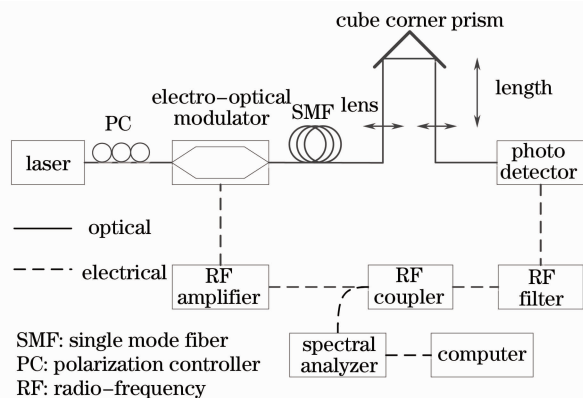 cube corner prism
electro-optical
modulator
SMF
lens
length
PC
laser
photo
detector
optical
electrical
RF
amplifier
RF
coupler
RF
filter
SMF: single mode fiber
PC: polarization controller
RF: radio-frequency
spectral
analyzer
computer